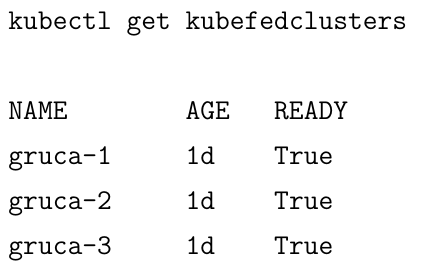 kubectl get kubefedclusters
NAME AGE READY
gruca-1 1d True
gruca-2 1d True
gruca-3 1d True